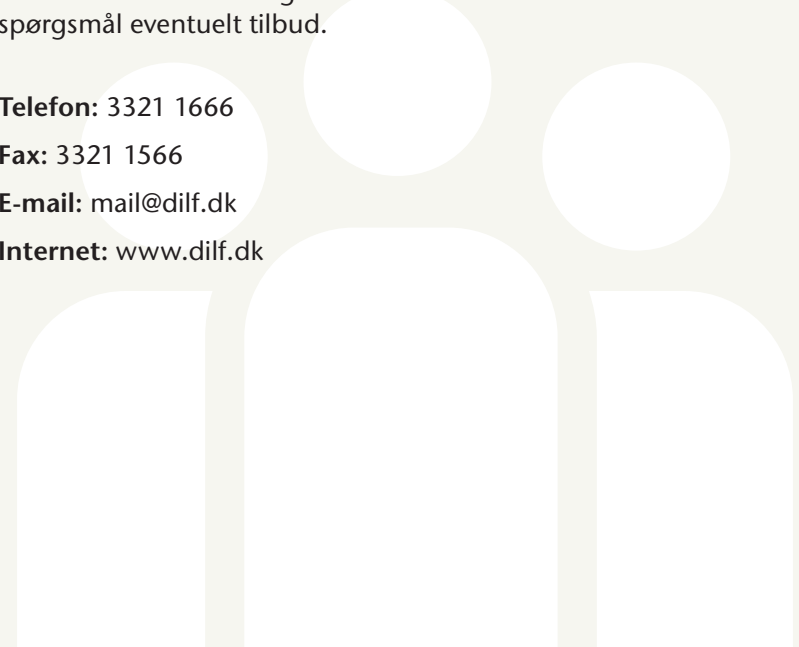 spørgsmål eventuelt tilbud.
Telefon: 3321 1666
Fax: 3321 1566
E-mail: mail@dilf.dk
Internet: www.dilf.dk